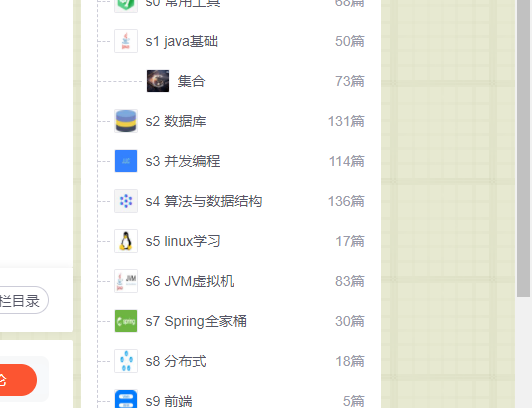 s0 常用工具 68篇
s1 java基础 50篇
集合 73篇
s2 数据库 131篇
s3 并发编程 114篇
s4 算法与数据结构 136篇
s5 linux学习 17篇
s6 JVM虚拟机 83篇
栏目录
s7 Spring全家桶 30篇
s8 分布式 18篇
论
s9 前端 5篇